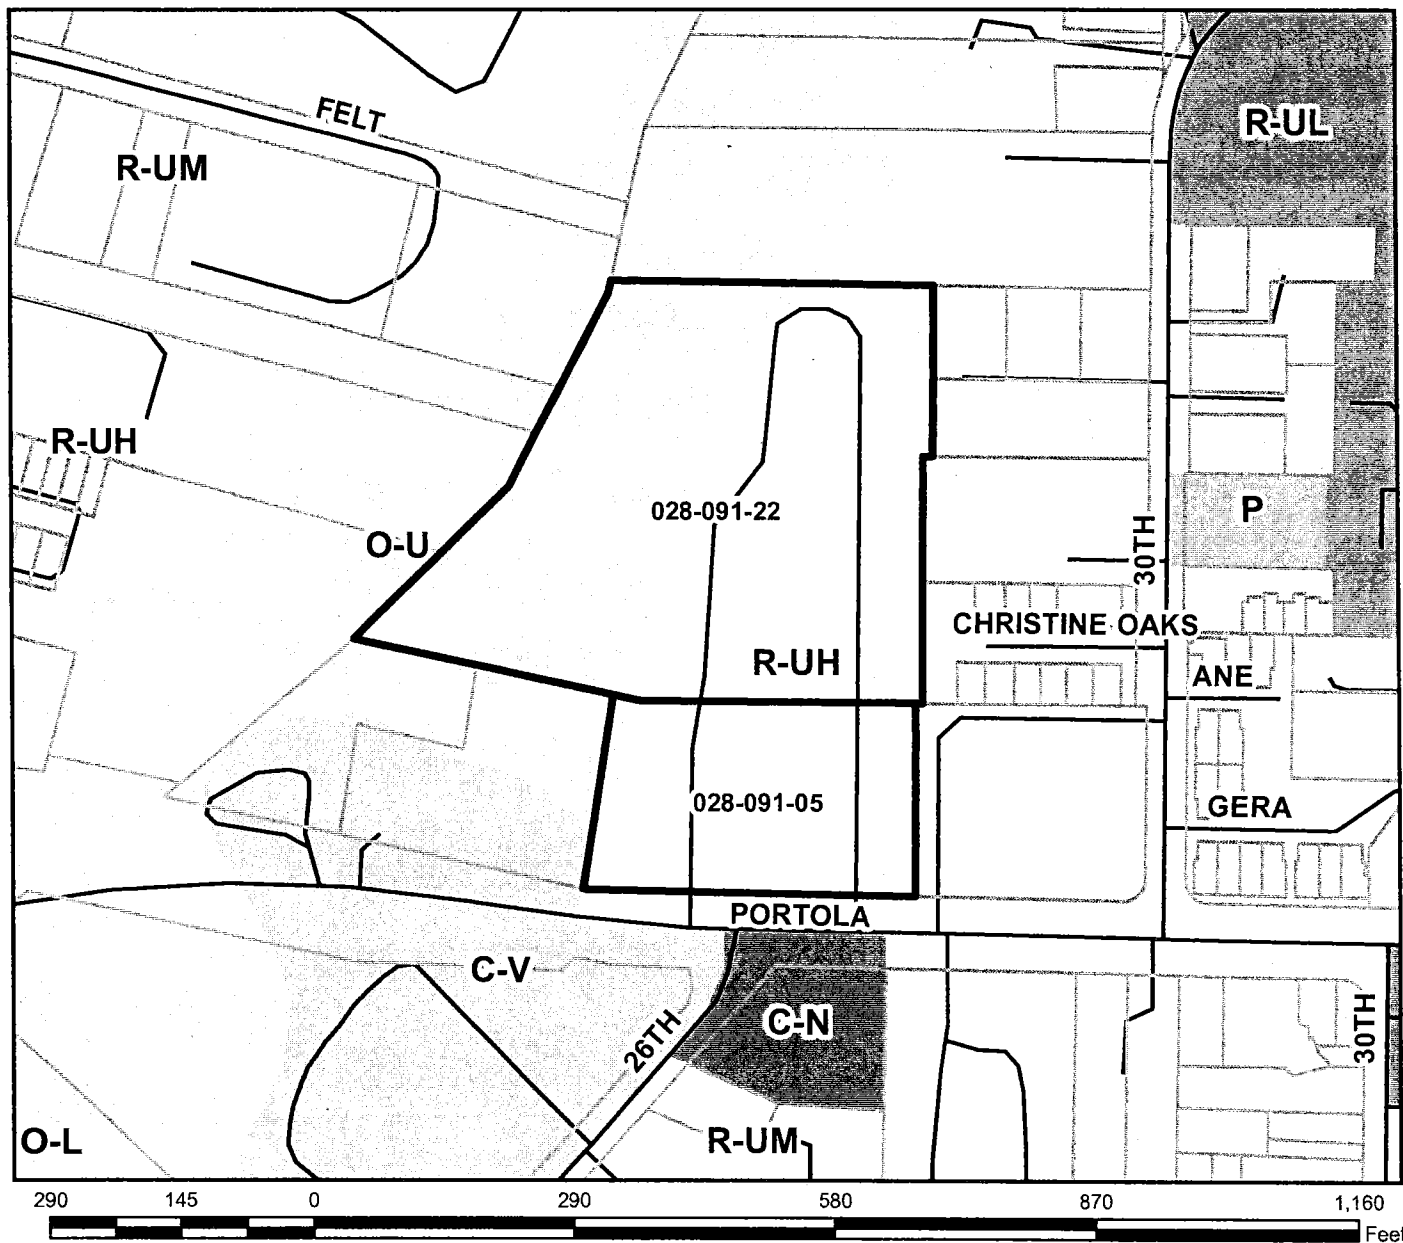 FELT
R-UM
R-UL
R-UH
O-U
028-091-22
P
30TH
CHRISTINE OAKS
R-UH
ANE
028-091-05
GERA
PORTOLA
C-V
C-N
26TH
30TH
O-L
R-UM
290 145 0 290 580 870 1,160
Feet